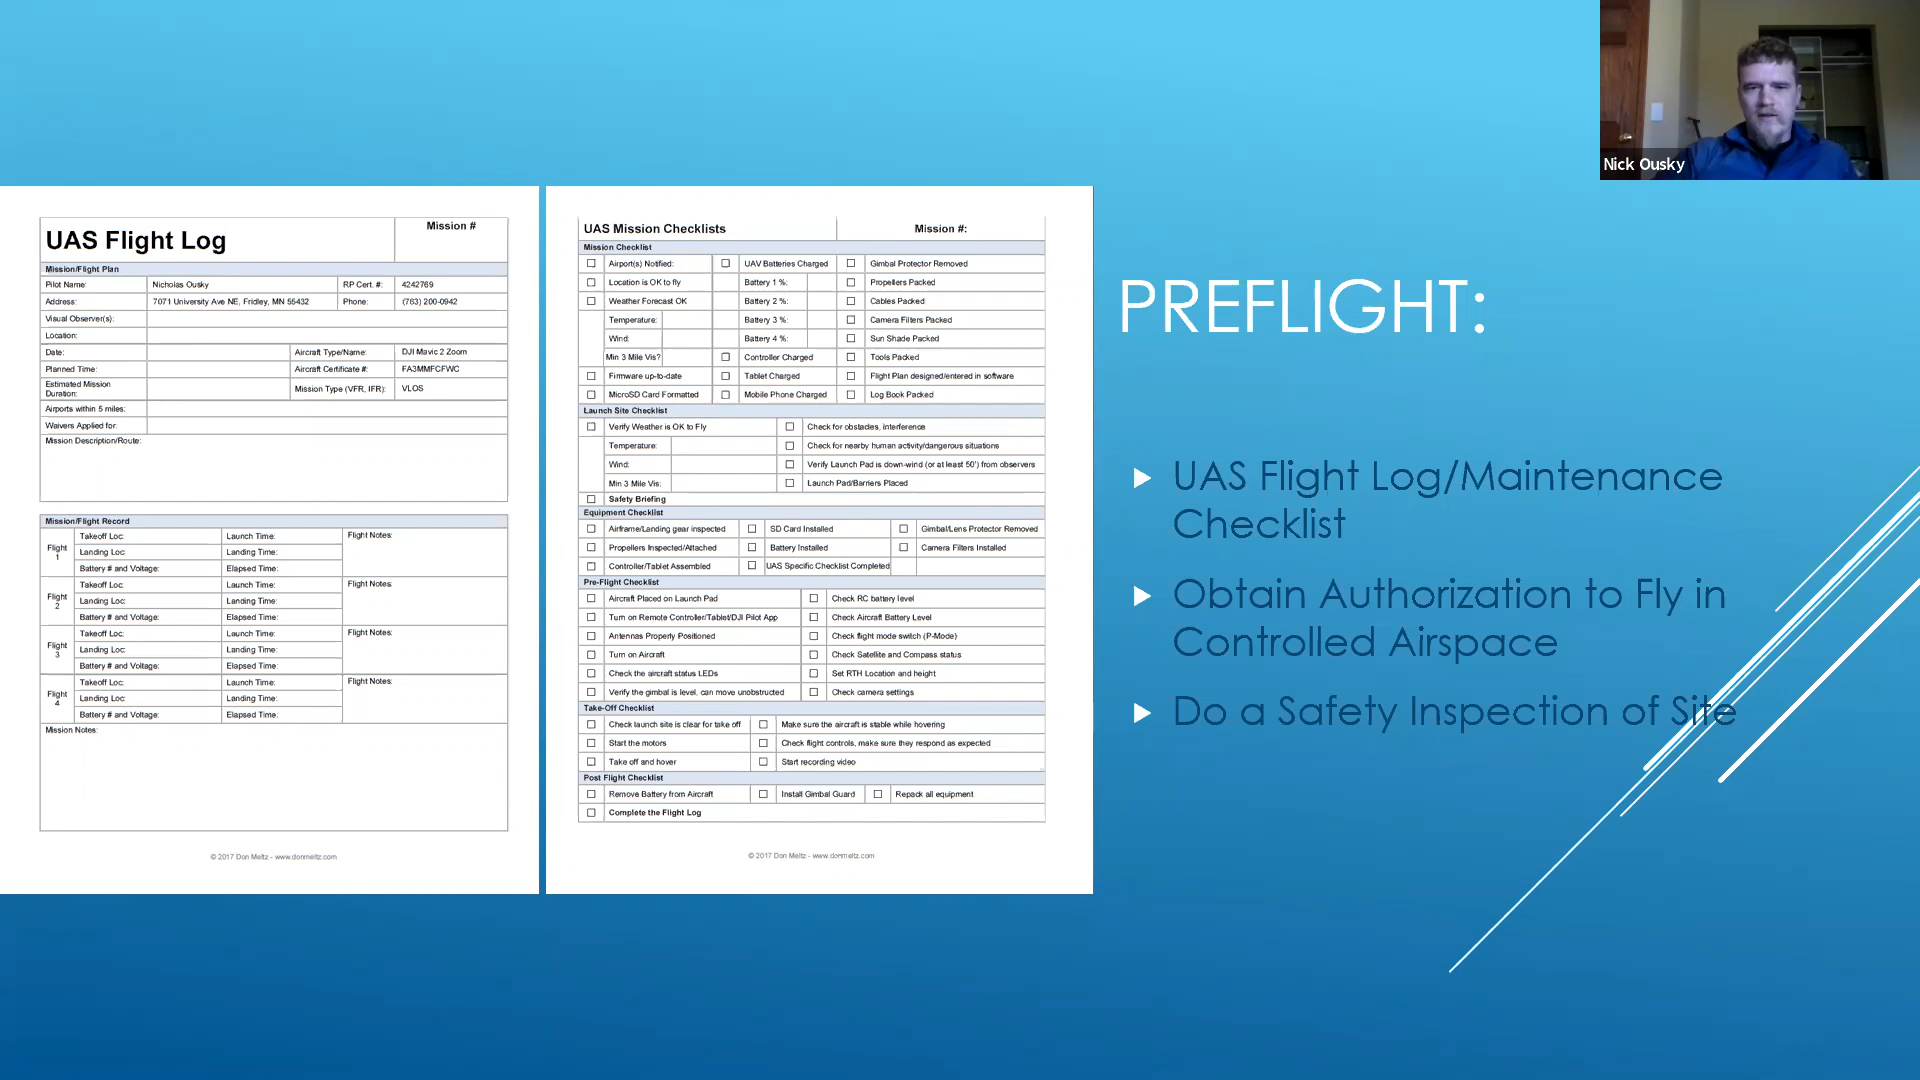 Nick Ousky
UAS Flight Log
Mission #
Mission/Flight Plan
Pilot Name: Nicholas Ousky RP Cert. #: 4242769
Address: 7071 University Ave NE, Fridley, MN 55432 Phone: (763) 200-0942
Visual Observer(s):
Location:
Date: Aircraft Type/Name: DJI Mavic 2 Zoom
Planned Time: Aircraft Certificate #: FA3MMFCFWC
Estimated Mission
Duration: Mission Type (VFR, IFR): VLOS
Airports within 5 miles:
Waivers Applied for:
Mission Description/Route:
Mission/Flight Record
Flight 1
Takeoff Loc: Launch Time: Flight Notes:
Landing Loc: Landing Time:
Battery # and Voltage: Elapsed Time:
Flight 2
Takeoff Loc: Launch Time: Flight Notes:
Landing Loc: Landing Time:
Battery # and Voltage: Elapsed Time:
Flight 3
Takeoff Loc: Launch Time: Flight Notes:
Landing Loc: Landing Time:
Battery # and Voltage: Elapsed Time:
Flight 4
Takeoff Loc: Launch Time: Flight Notes:
Landing Loc: Landing Time:
Battery # and Voltage: Elapsed Time:
Mission Notes:
© 2017 Don Meltz - www.donmeltz.com
UAS Mission Checklists Mission #:
Mission Checklist
Airport(s) Notified: UAV Batteries Charged Gimbal Protector Removed
Location is OK to fly Battery 1 %: Propellers Packed
Weather Forecast OK Battery 2 %: Cables Packed
Temperature: Battery 3 %: Camera Filters Packed
Wind: Battery 4 %: Sun Shade Packed
Min 3 Mile Vis? Controller Charged Tools Packed
Firmware up-to-date Tablet Charged Flight Plan designed/entered in software
MicroSD Card Formatted Mobile Phone Charged Log Book Packed
Launch Site Checklist
Verify Weather is OK to Fly Check for obstacles, interference
Temperature: Check for nearby human activity/dangerous situations
Wind: Verify Launch Pad is down-wind (or at least 50') from observers
Min 3 Mile Vis: Launch Pad/Barriers Placed
Safety Briefing
Equipment Checklist
Airframe/Landing gear inspected SD Card Installed Gimbal/Lens Protector Removed
Propellers Inspected/Attached Battery Installed Camera Filters Installed
Controller/Tablet Assembled UAS Specific Checklist Completed
Pre-Flight Checklist
Aircraft Placed on Launch Pad Check RC battery level
Turn on Remote Controller/Tablet/DJI Pilot App Check Aircraft Battery Level
Antennas Properly Positioned Check flight mode switch (P-Mode)
Turn on Aircraft Check Satellite and Compass status
Check the aircraft status LEDs Set RTH Location and height
Verify the gimbal is level, can move unobstructed Check camera settings
Take-Off Checklist
Check launch site is clear for take off Make sure the aircraft is stable while hovering
Start the motors Check flight controls, make sure they respond as expected
Take off and hover Start recording video
Post Flight Checklist
Remove Battery from Aircraft Install Gimbal Guard Repack all equipment
Complete the Flight Log
© 2017 Don Meltz - www.donmeltz.com
PREFLIGHT:
UAS Flight Log/Maintenance
Checklist
Obtain Authorization to Fly in
Controlled Airspace
Do a Safety Inspection of Site